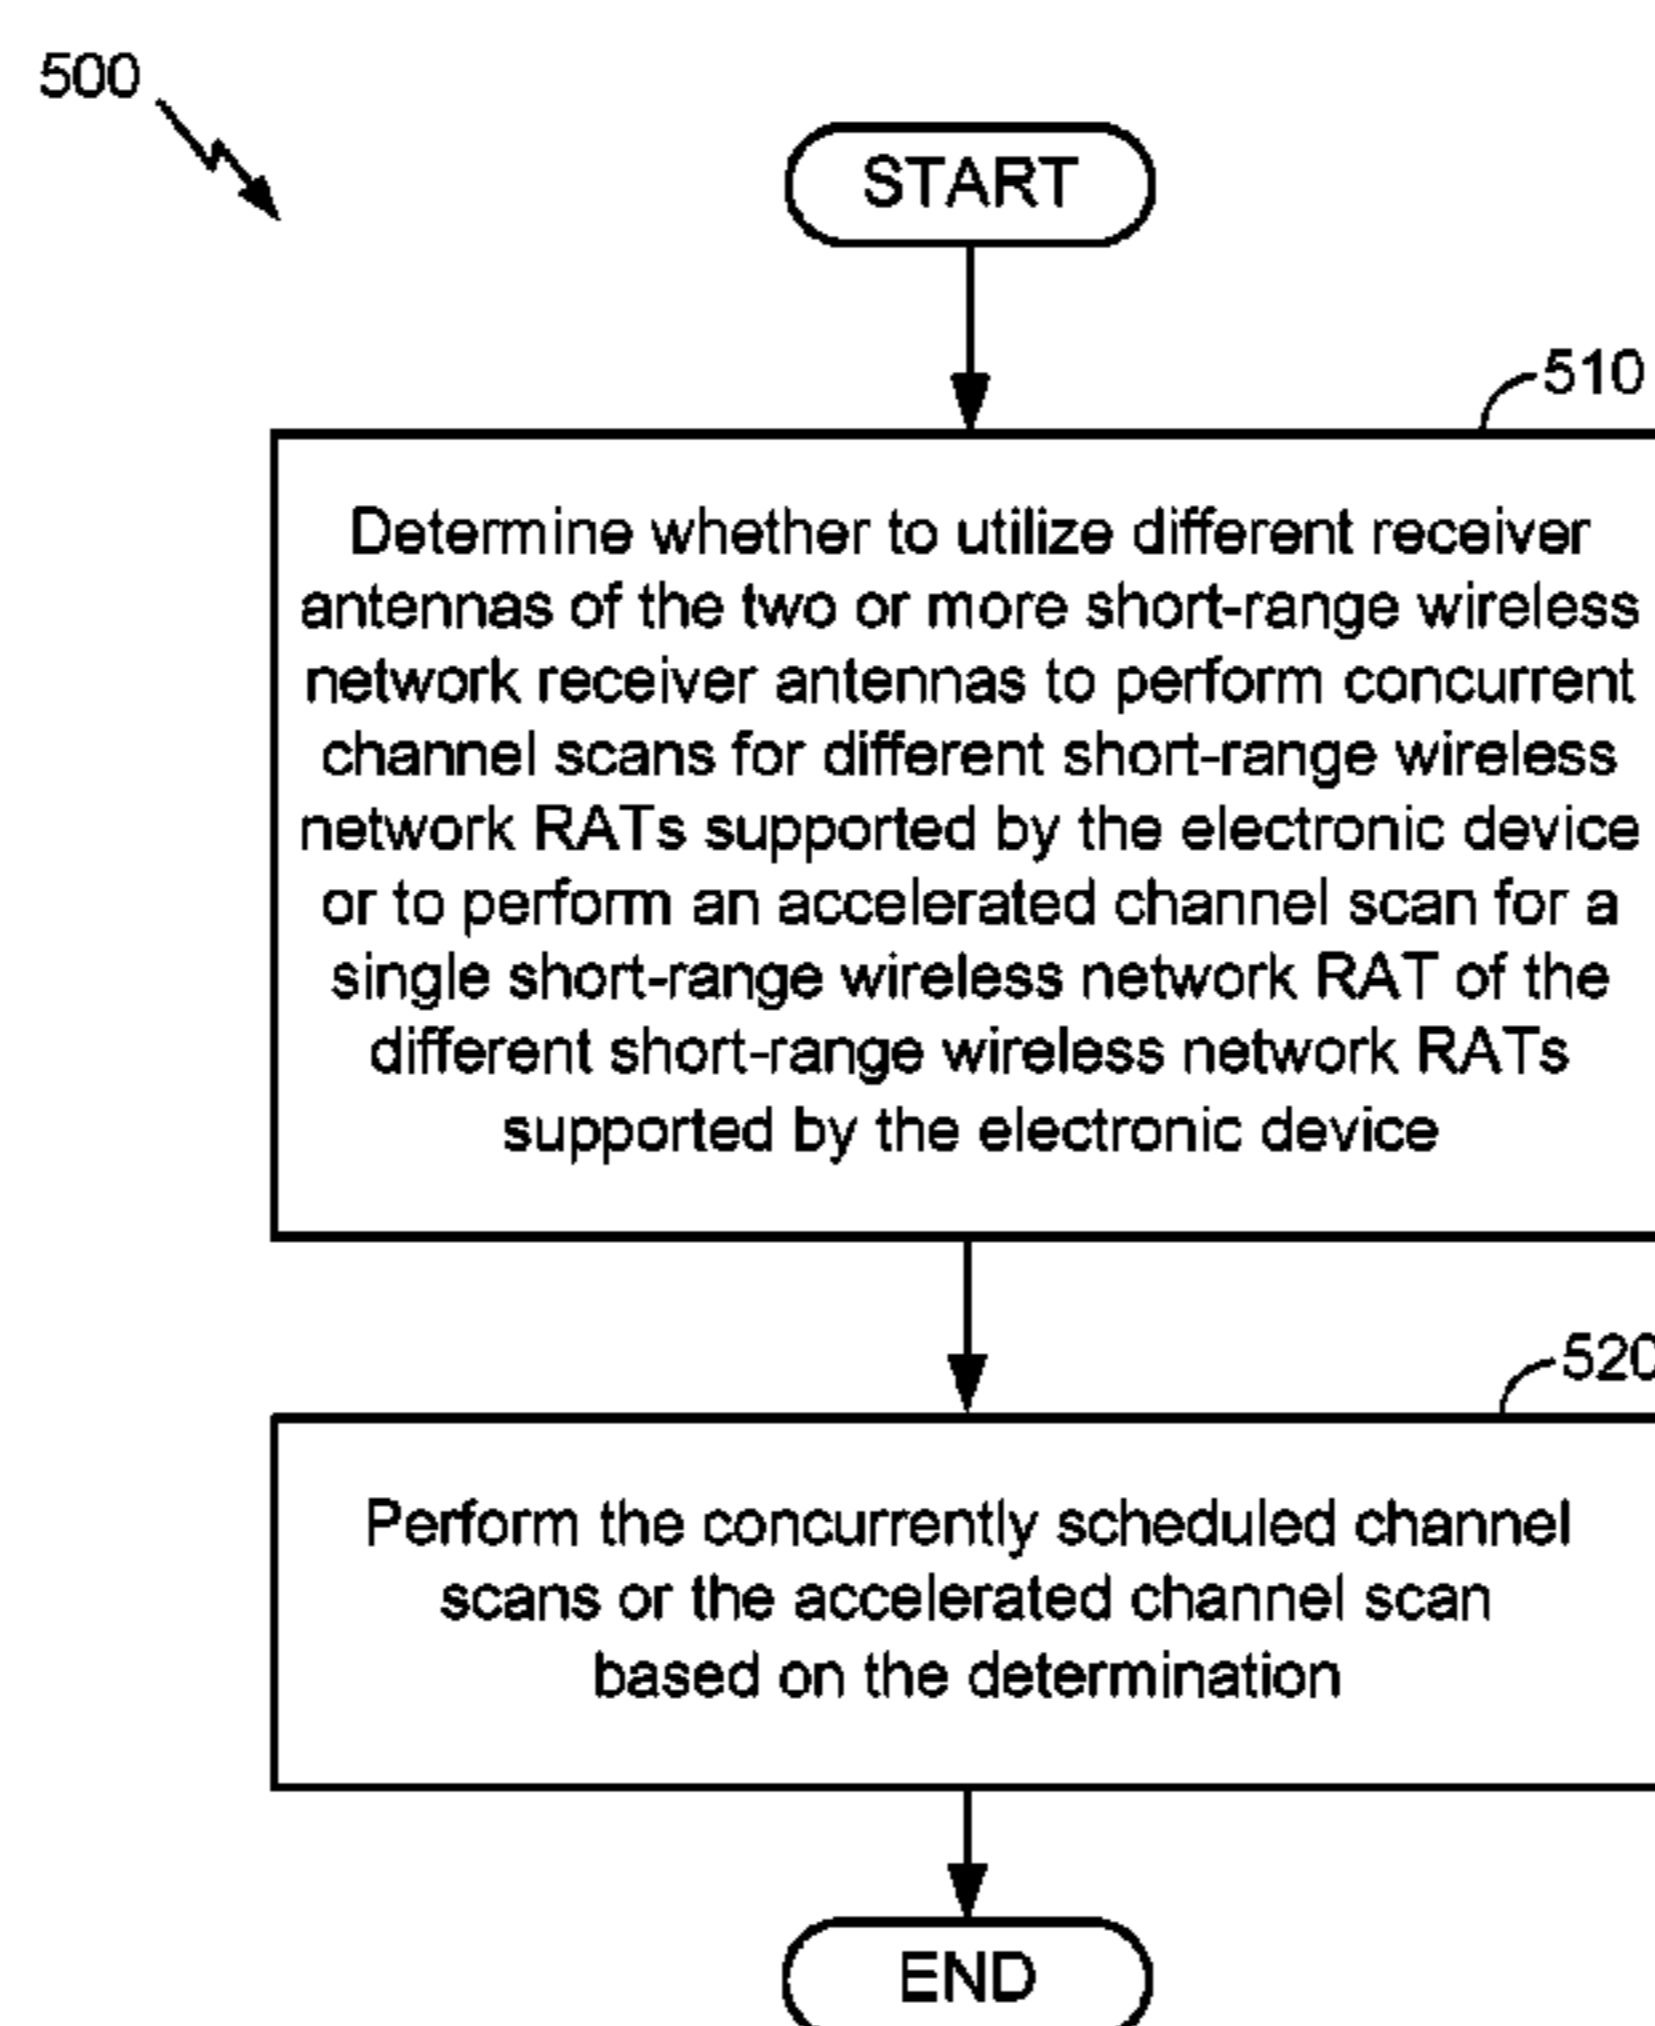 500
START
510
Determine whether to utilize different receiver
antennas of the two or more short-range wireless
network receiver antennas to perform concurrent
channel scans for different short-range wireless
network RATs supported by the electronic device
or to perform an accelerated channel scan for a
single short-range wireless network RAT of the
different short-range wireless network RATs
supported by the electronic device
520
Perform the concurrently scheduled channel
scans or the accelerated channel scan
based on the determination
END